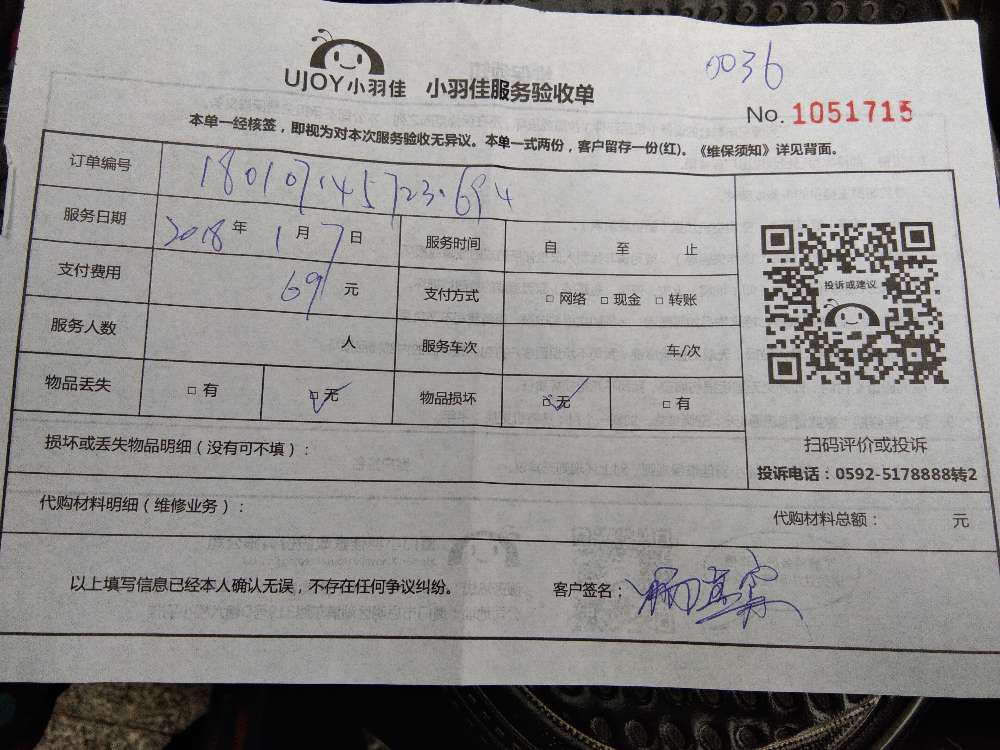 0036
UJOY小羽佳 小羽佳服务验收单
No. 1051715
本单一经核签，即视为对本次服务验收无异议。本单一式两份，客户留存一份(红)。《维保须知》详见背面。
订单编号 18010745723694
服务日期 2018 年 1 月 7 日 服务时间 自 至 止
支付费用 69 元 支付方式 □ 网络 □ 现金 □ 转账
投诉或建议
服务人数 人 服务车次 车/次
物品丢失 □ 有 ☑ 无 物品损坏 ☑ 无 □ 有
损坏或丢失物品明细（没有可不填）：
扫码评价或投诉
投诉电话：0592-5178888转2
代购材料明细（维修业务）：
代购材料总额： 元
以上填写信息已经本人确认无误，不存在任何争议纠纷。 客户签名：